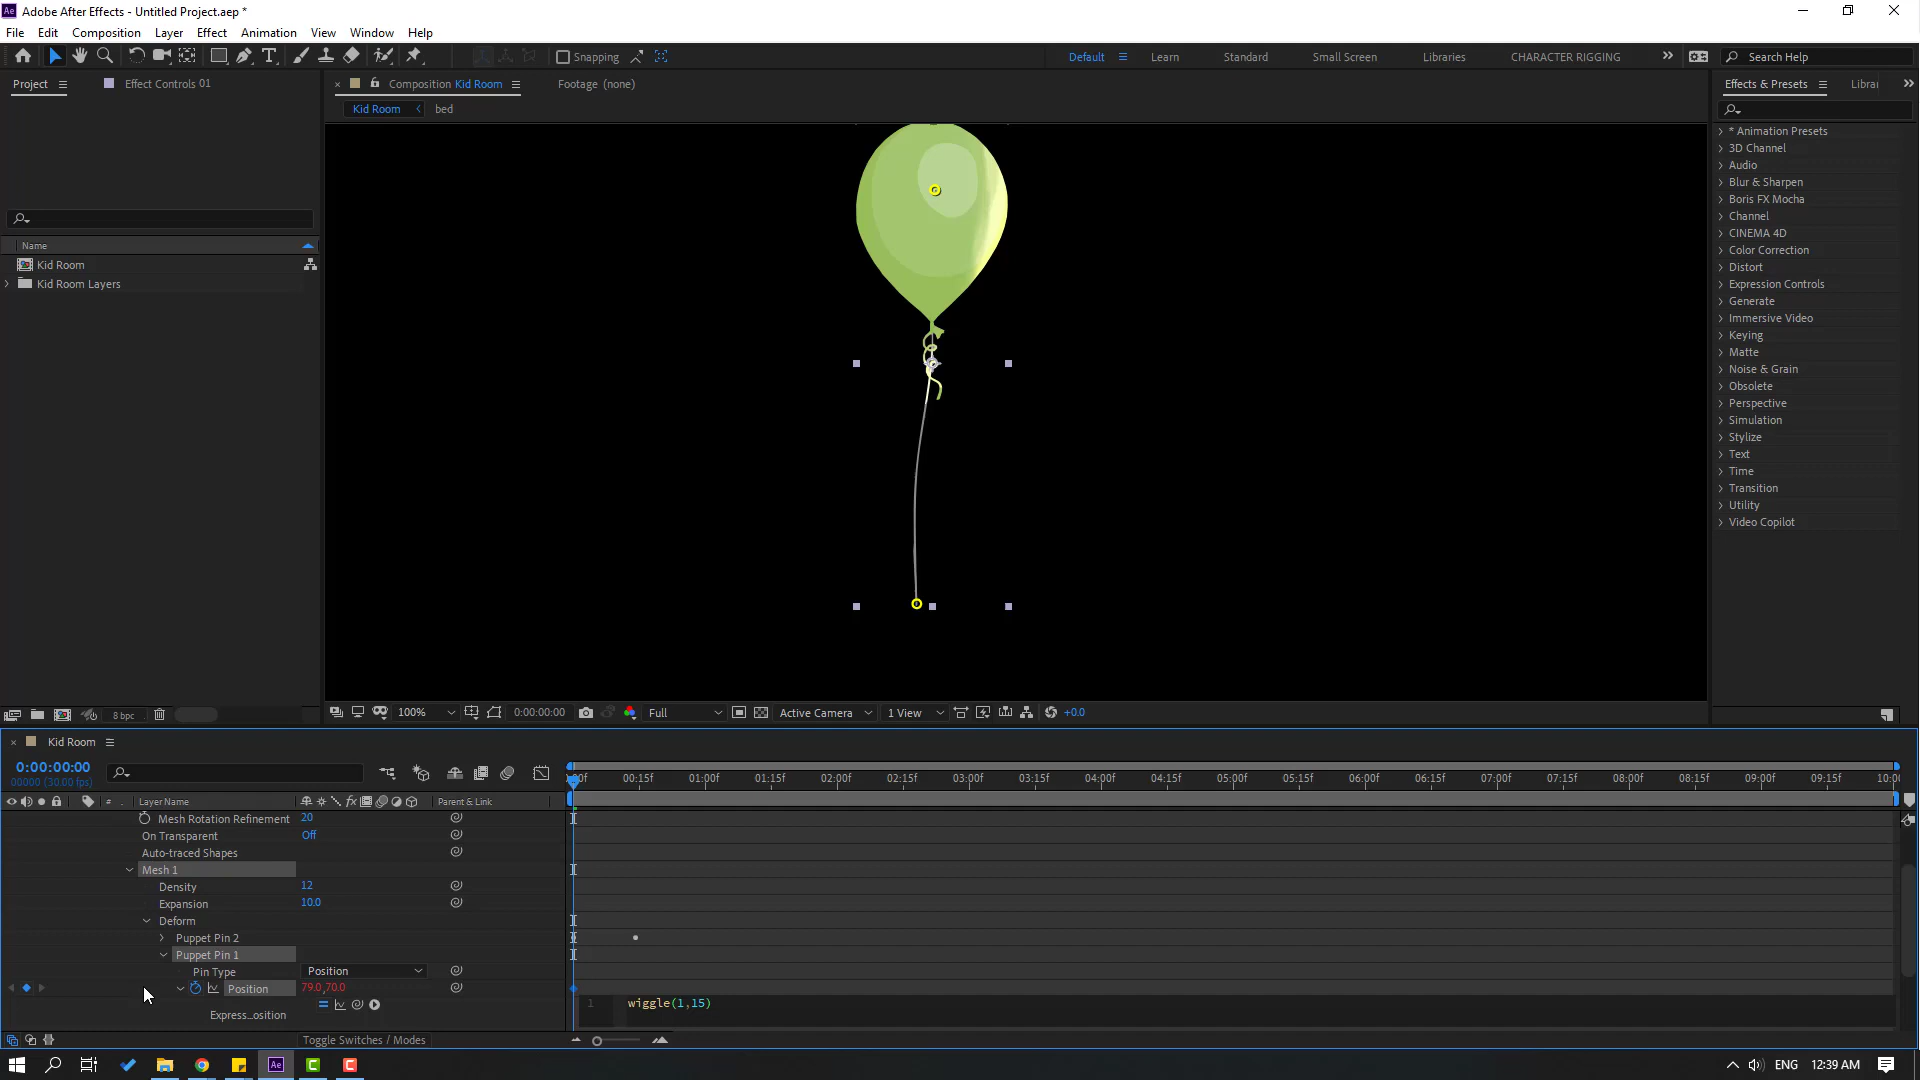 Adobe After Effects - Untitled Project.aep *
File Edit Composition Layer Effect Animation View Window Help
Snapping Default Learn Standard Small Screen Libraries CHARACTER RIGGING Search Help
Project Effect Controls 01 Composition Kid Room Footage (none) Effects & Presets Librai
Kid Room bed
* Animation Presets
3D Channel
Audio
Blur & Sharpen
Boris FX Mocha
Channel
CINEMA 4D
Color Correction
Distort
Expression Controls
Generate
Immersive Video
Keying
Matte
Noise & Grain
Obsolete
Perspective
Simulation
Stylize
Text
Time
Transition
Utility
Video Copilot
Name
Kid Room
Kid Room Layers
8 bpc
100% 0:00:00:00 Full Active Camera 1 View +0.0
Kid Room
0:00:00:00
00000 (30.00 fps)
:00f 00:15f 01:00f 01:15f 02:00f 02:15f 03:00f 03:15f 04:00f 04:15f 05:00f 05:15f 06:00f 06:15f 07:00f 07:15f 08:00f 08:15f 09:00f 09:15f 10:00
# Layer Name Parent & Link
Mesh Rotation Refinement 20
On Transparent Off
Auto-traced Shapes
Mesh 1
Density 12
Expansion 10.0
Deform
Puppet Pin 2
Puppet Pin 1
Pin Type Position
Position 79.0,70.0
1 wiggle(1,15)
Express...osition
Toggle Switches / Modes
ENG 12:39 AM